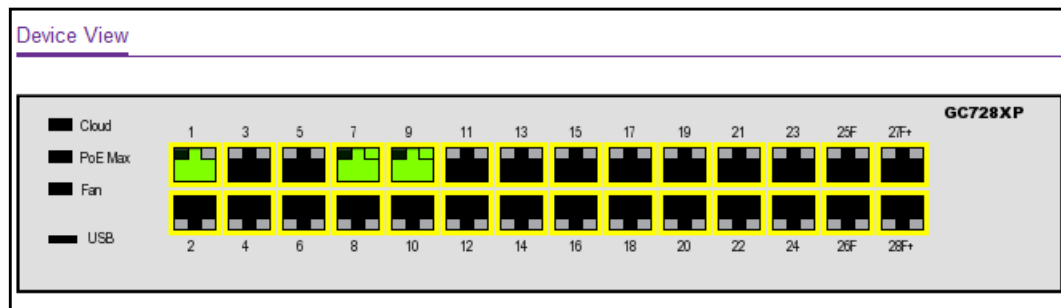 Device View
GC728XP
Cloud
1 3 5 7 9 11 13 15 17 19 21 23 25F 27F+
PoE Max
Fan
USB
2 4 6 8 10 12 14 16 18 20 22 24 26F 28F+